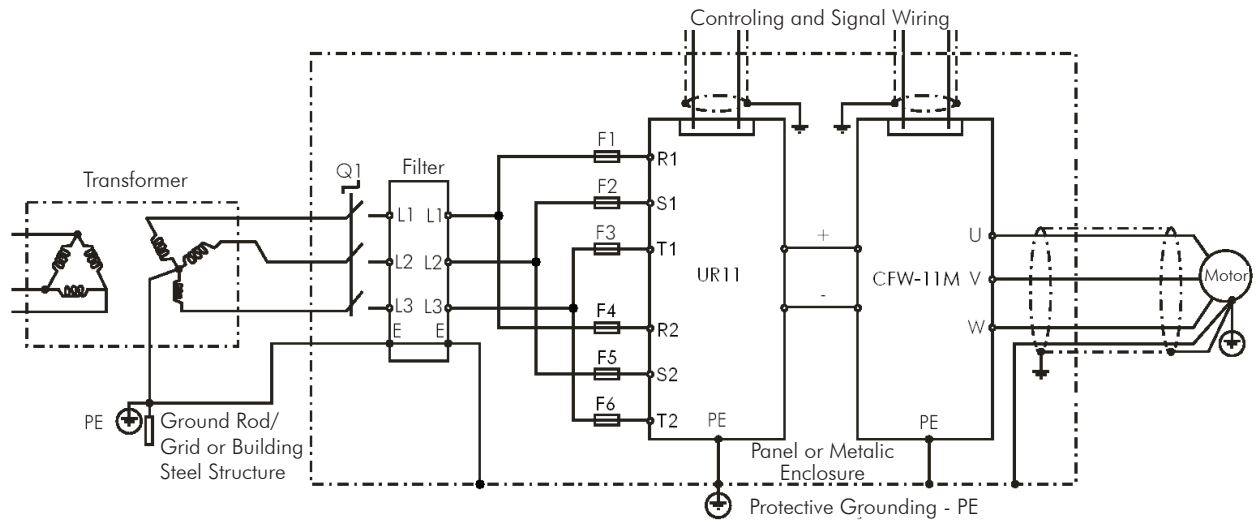 Controling and Signal Wiring
Transformer
Q1
Filter
L1 L1
L2 L2
L3 L3
E E
F1
F2
F3
F4
F5
F6
R1
S1
T1
R2
S2
T2
UR11
PE
+
-
CFW-11M
PE
U
V
W
Motor
PE
Ground Rod/
Grid or Building
Steel Structure
Panel or Metalic
Enclosure
Protective Grounding - PE